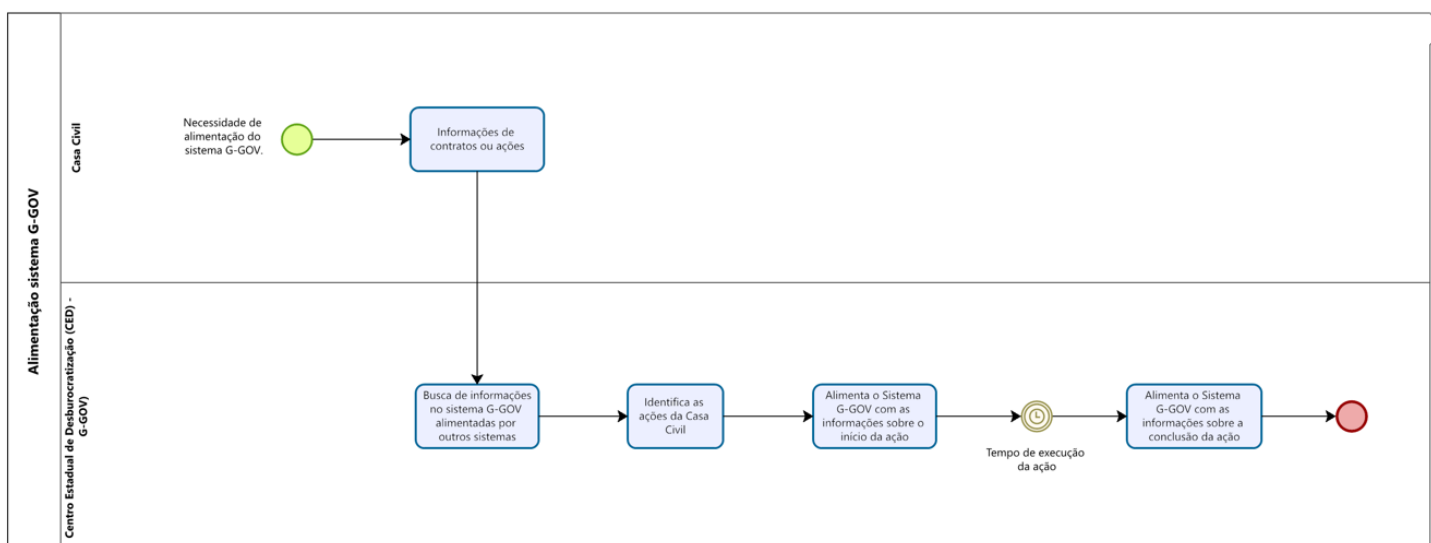 Alimentação sistema G-GOV
Casa Civil
Necessidade de
alimentação do
sistema G-GOV.
Informações de
contratos ou ações
Centro Estadual de Desburocratização (CED) -
G-GOV)
Busca de informações
no sistema G-GOV
alimentadas por
outros sistemas
Identifica as
ações da Casa
Civil
Alimenta o Sistema
G-GOV com as
informações sobre o
início da ação
Tempo de execução
da ação
Alimenta o Sistema
G-GOV com as
informações sobre a
conclusão da ação